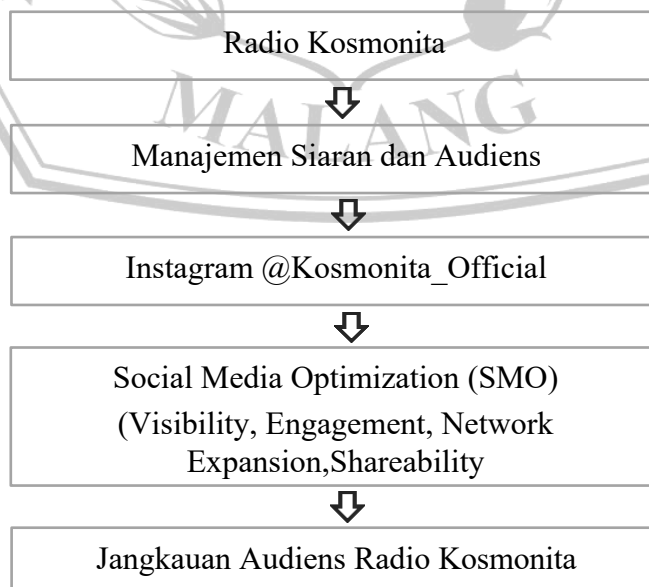 Radio Kosmonita
MALANG
Manajemen Siaran dan Audiens
Instagram @Kosmonita_Official
Social Media Optimization (SMO)
(Visibility, Engagement, Network
Expansion,Shareability
Jangkauan Audiens Radio Kosmonita